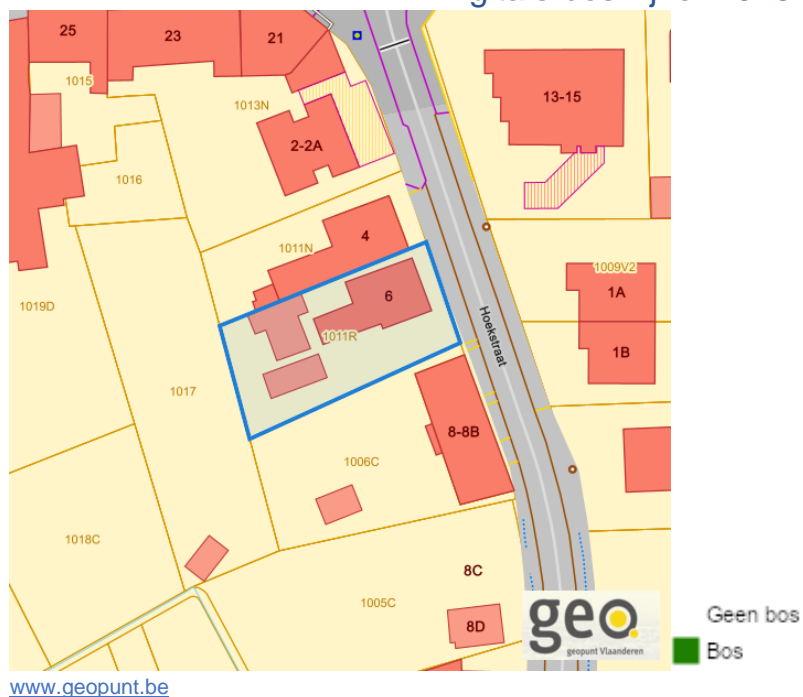 25
23
21
1015
1013N
2-2A
13-15
1016
4
1011N
1009V2
6
1A
1019D
Hoekstraat
1011R
1B
1017
8-8B
1006C
1018C
8C
1005C
8D
geo.
geopunt Vlaanderen
Geen bos
Bos
www.geopunt.be